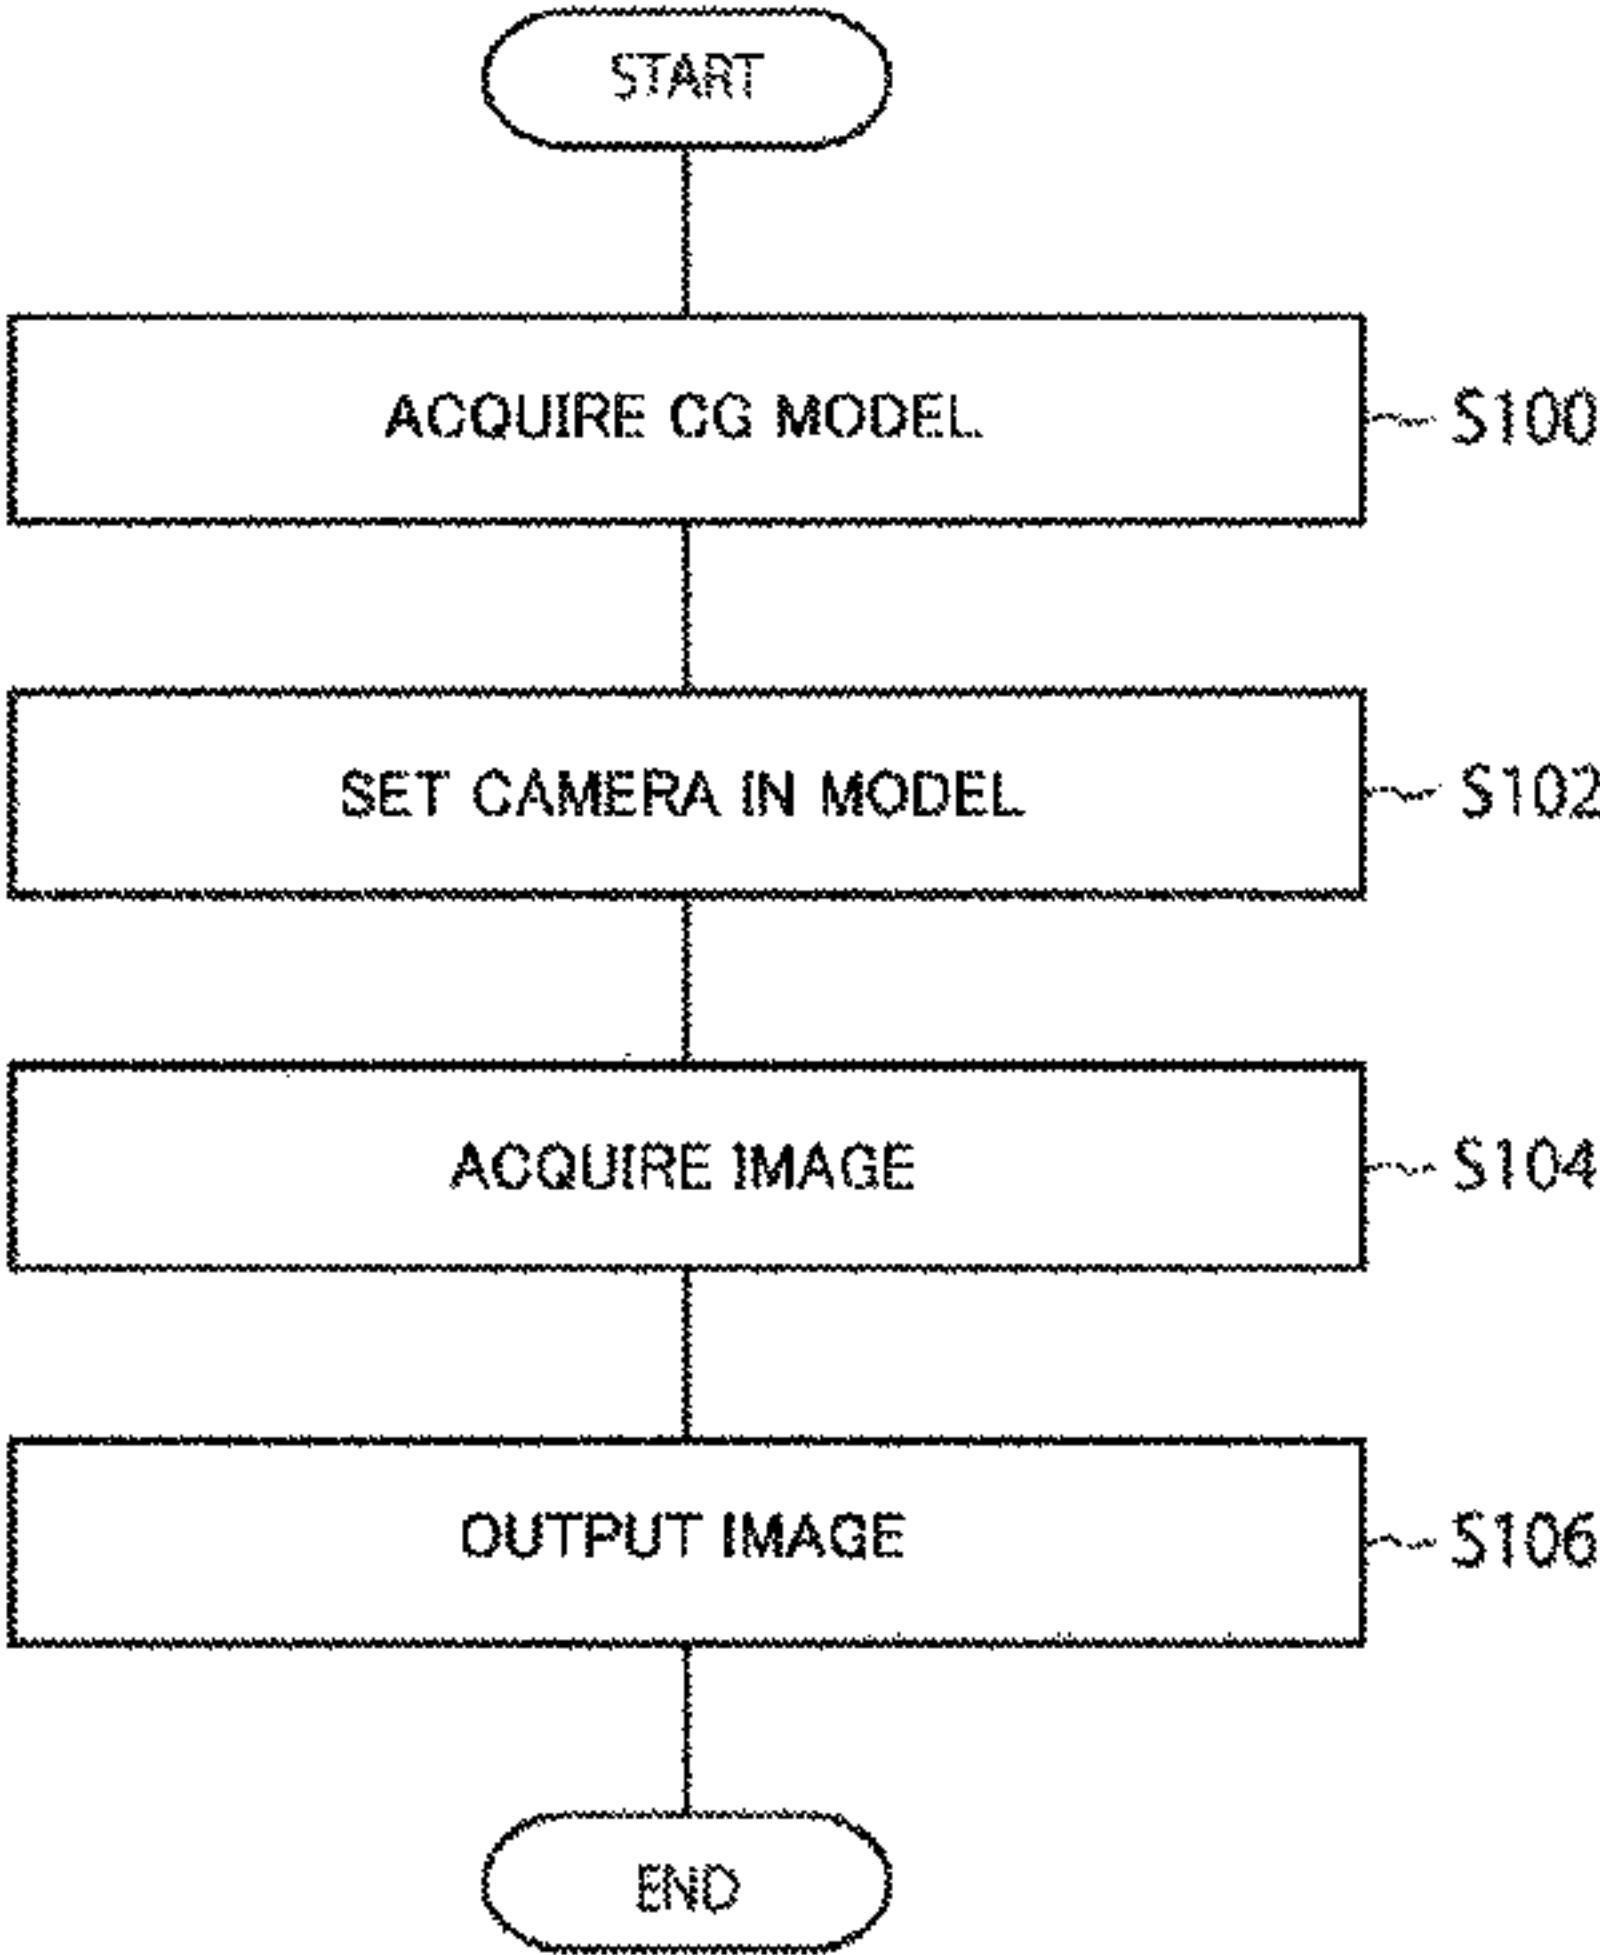 START
ACQUIRE CG MODEL
S100
SET CAMERA IN MODEL
S102
ACQUIRE IMAGE
S104
OUTPUT IMAGE
S106
END